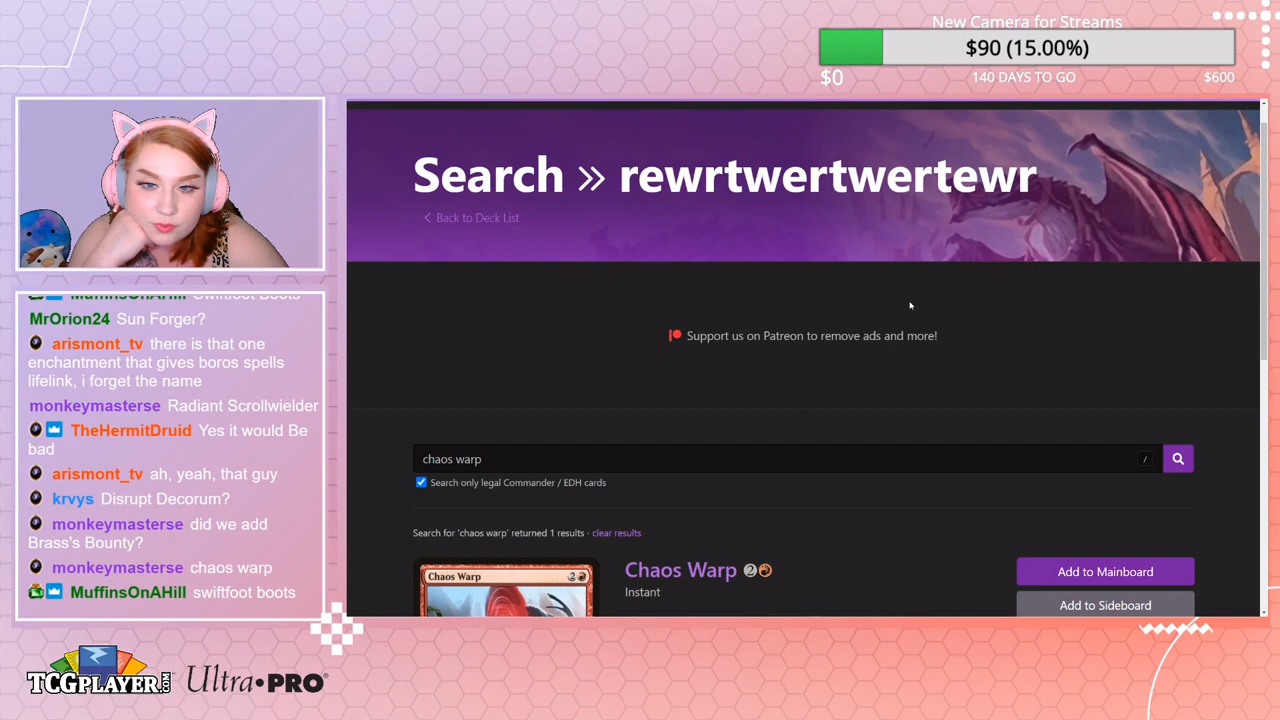 New Camera for Streams
$90 (15.00%)
$0
140 DAYS TO GO
$600
Search » rewrtwertwertewr
Back to Deck List
Support us on Patreon to remove ads and more!
chaos warp
/
Search only legal Commander / EDH cards
Search for 'chaos warp' returned 1 results - clear results
Chaos Warp 2
Chaos Warp 2
Instant
Add to Mainboard
Add to Sideboard
MuffinsOnAHill Swiftfoot Boots
MrOrion24 Sun Forger?
arismont_tv there is that one
enchantment that gives boros spells
lifelink, i forget the name
monkeymasterse Radiant Scrollwielder
TheHermitDruid Yes it would Be
bad
arismont_tv ah, yeah, that guy
krvys Disrupt Decorum?
monkeymasterse did we add
Brass's Bounty?
monkeymasterse chaos warp
MuffinsOnAHill swiftfoot boots
TCGPLAYER.COM
Ultra•PRO®